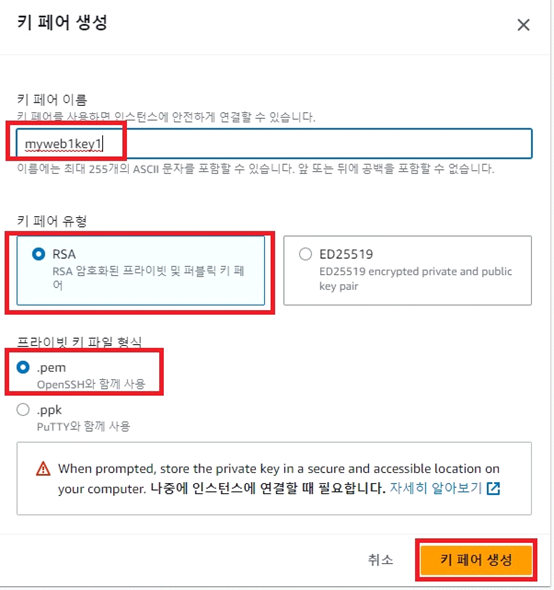 키 페어 생성
키 페어 이름
키 페어를 사용하면 인스턴스에 안전하게 연결할 수 있습니다.
myweb1key1
이름에는 최대 255개의 ASCII 문자를 포함할 수 있습니다. 앞 또는 뒤에 공백을 포함할 수 없습니다.
키 페어 유형
RSA
RSA 암호화된 프라이빗 및 퍼블릭 키 페
어
ED25519
ED25519 encrypted private and public
key pair
프라이빗 키 파일 형식
.pem
OpenSSH와 함께 사용
.ppk
PuTTY와 함께 사용
When prompted, store the private key in a secure and accessible location on
your computer. 나중에 인스턴스에 연결할 때 필요합니다. 자세히 알아보기
취소
키 페어 생성